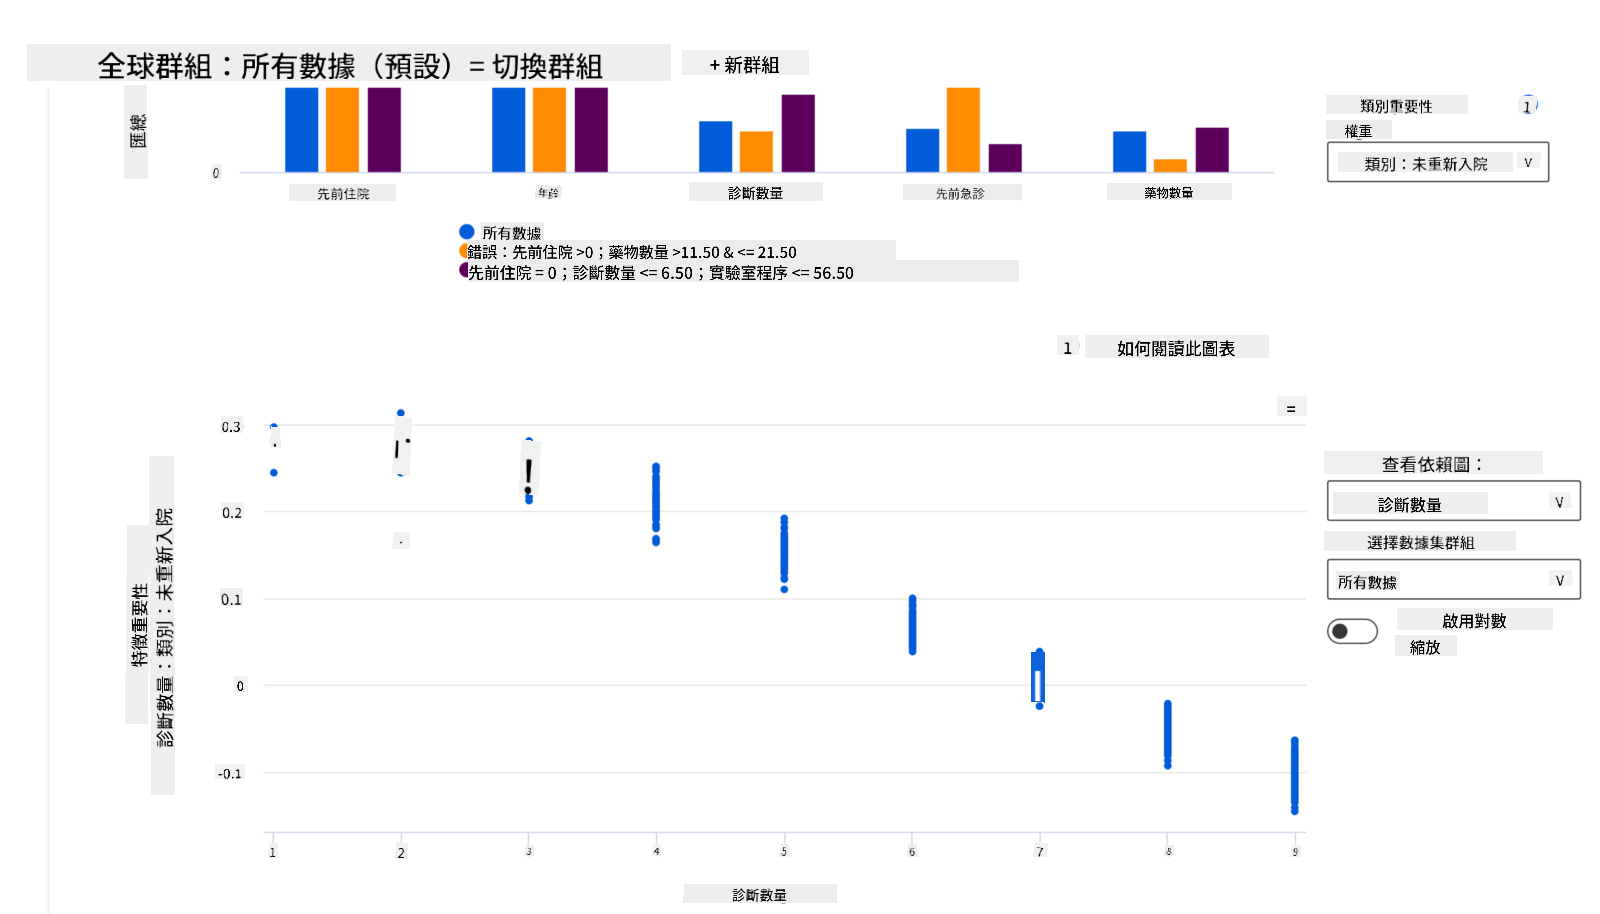 全球群組：所有數據（預設）= 切換群組
+ 新群組
匯總
0
先前住院
年齡
診斷數量
先前急診
藥物數量
類別重要性
1
權重
類別：未重新入院
v
所有數據
錯誤：先前住院 >0；藥物數量 >11.50 & <= 21.50
先前住院 = 0；診斷數量 <= 6.50；實驗室程序 <= 56.50
1
如何閱讀此圖表
=
0.3
0.2
0.1
0
-0.1
特徵重要性
診斷數量：類別：未重新入院
1
2
3
4
5
6
7
8
9
診斷數量
查看依賴圖：
診斷數量
V
選擇數據集群組
所有數據
V
啟用對數
縮放